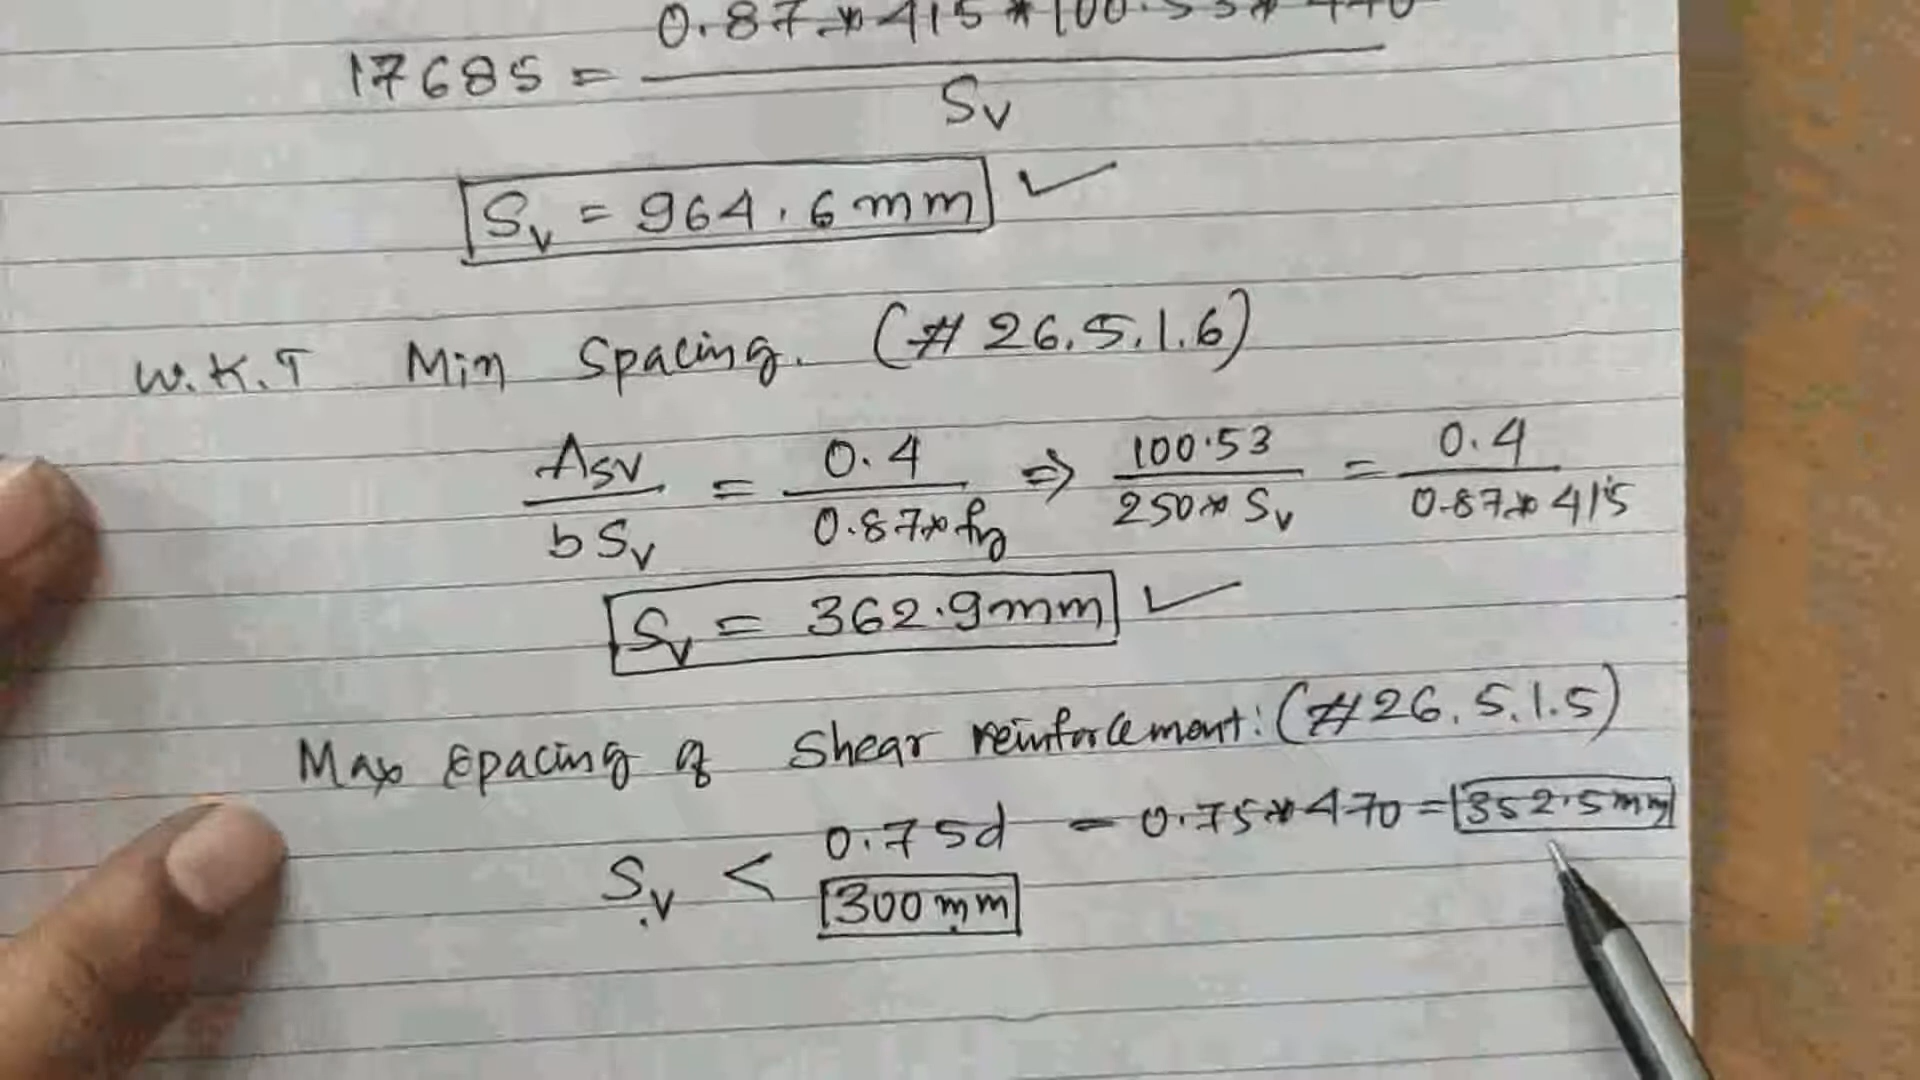 0.87*415*100.53*470
17685 = Sv
Sv = 964.6mm ✓
W.K.T Min Spacing. (# 26.5.1.6)
Asv / bSv = 0.4 / 0.87*fy ⇒ 100.53 / 250*Sv = 0.4 / 0.87*415
Sv = 362.9mm ✓
Max spacing of Shear reinforcement: (#26.5.1.5)
Sv < 0.75d - 0.75*470 = 352.5mm
300mm